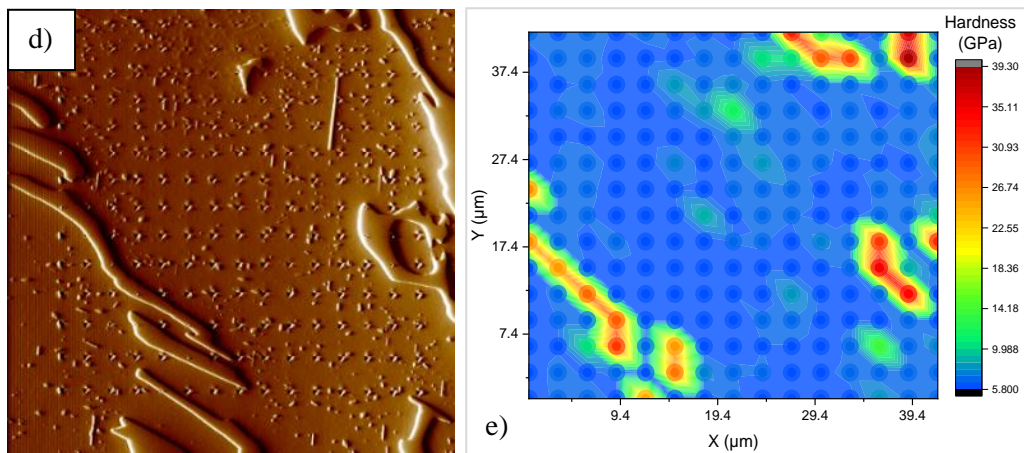 d)
Hardness
(GPa)
39.30
35.11
30.93
26.74
22.55
18.36
14.18
9.988
5.800
37.4
27.4
17.4
7.4
Y (µm)
9.4
19.4
29.4
39.4
X (µm)
e)